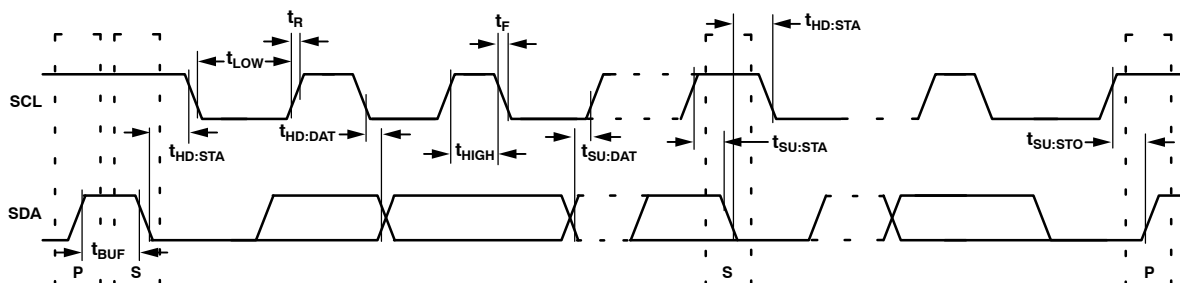 tR
tF
tHD:STA
tLOW
SCL
tHD:STA
tHD:DAT
tHIGH
tSU:DAT
tSU:STA
tSU:STO
SDA
tBUF
P
S
S
P